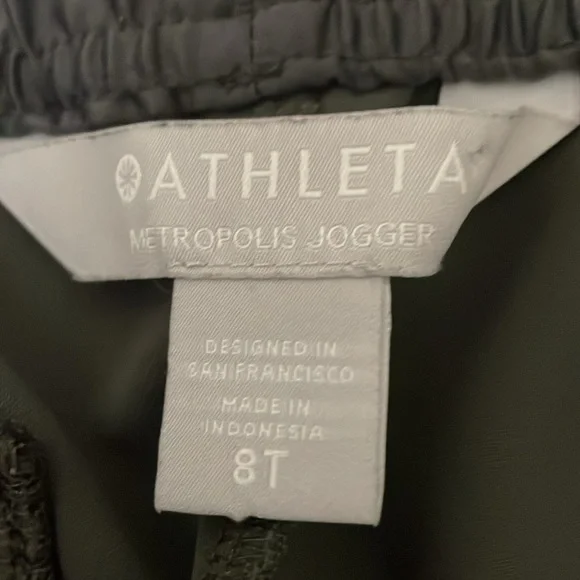 ATHLETA
METROPOLIS JOGGER
DESIGNED IN
SAN FRANCISCO
MADE IN
INDONESIA
8T